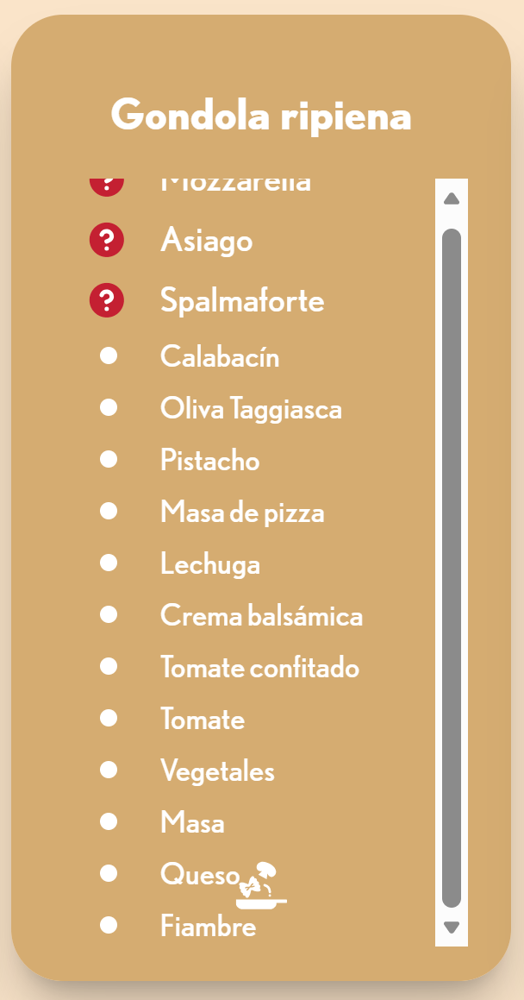 Gondola ripiena
Mozzarella
Asiago
Spalmaforte
Calabacín
Oliva Taggiasca
Pistacho
Masa de pizza
Lechuga
Crema balsámica
Tomate confitado
Tomate
Vegetales
Masa
Queso
Fiambre